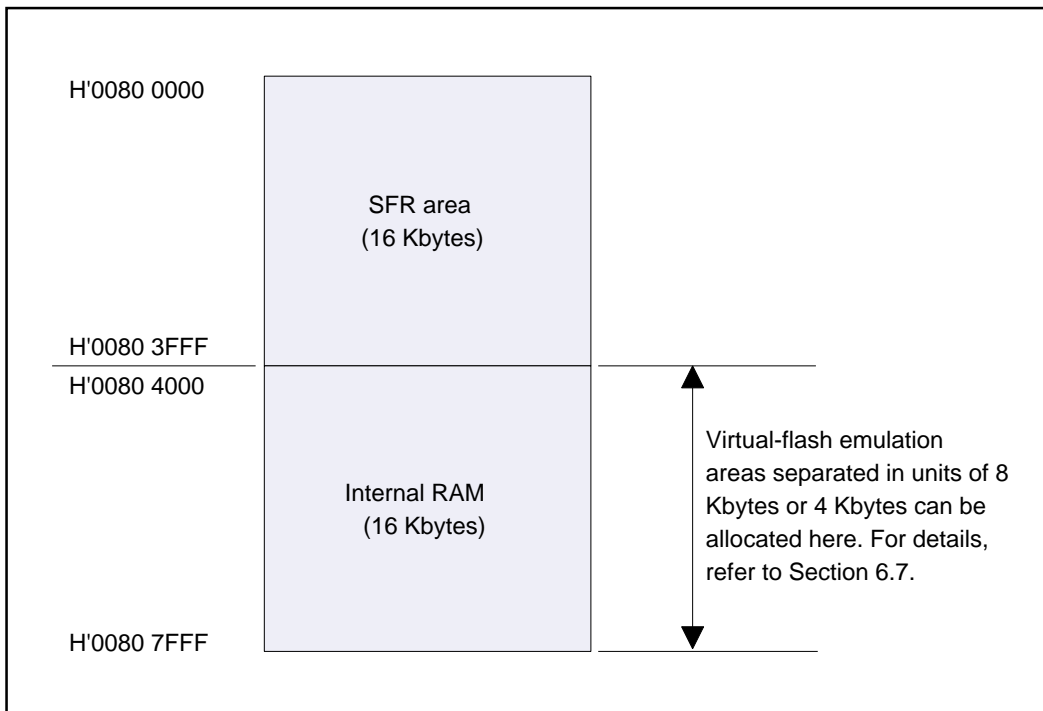 H'0080 0000
SFR area
(16 Kbytes)
H'0080 3FFF
H'0080 4000
Internal RAM
(16 Kbytes)
Virtual-flash emulation
areas separated in units of 8
Kbytes or 4 Kbytes can be
allocated here. For details,
refer to Section 6.7.
H'0080 7FFF